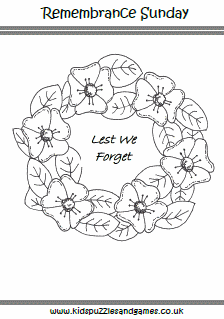 Remembrance Sunday
Lest We
Forget
www.kidspuzzlesandgames.co.uk